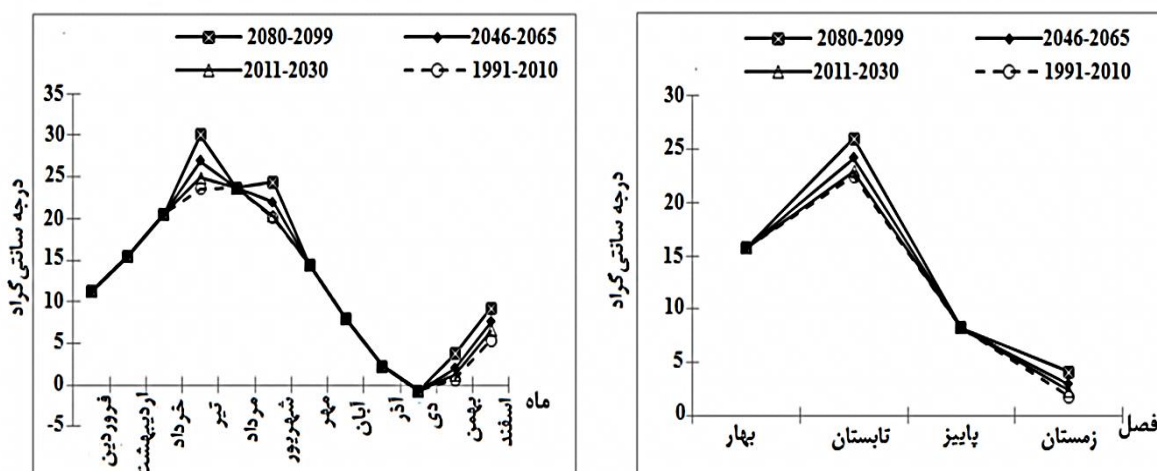 2080-2099
2046-2065
2011-2030
1991-2010
35
30
25
20
15
10
5
0
-5
درجه سانتی‌گراد
فروردین
اردیبهشت
خرداد
تیر
مرداد
شهریور
مهر
ابان
اذر
دی
بهمن
اسفند
ماه
2080-2099
2046-2065
2011-2030
1991-2010
30
25
20
15
10
5
0
درجه سانتی‌گراد
بهار
تابستان
پاییز
زمستان
فصل